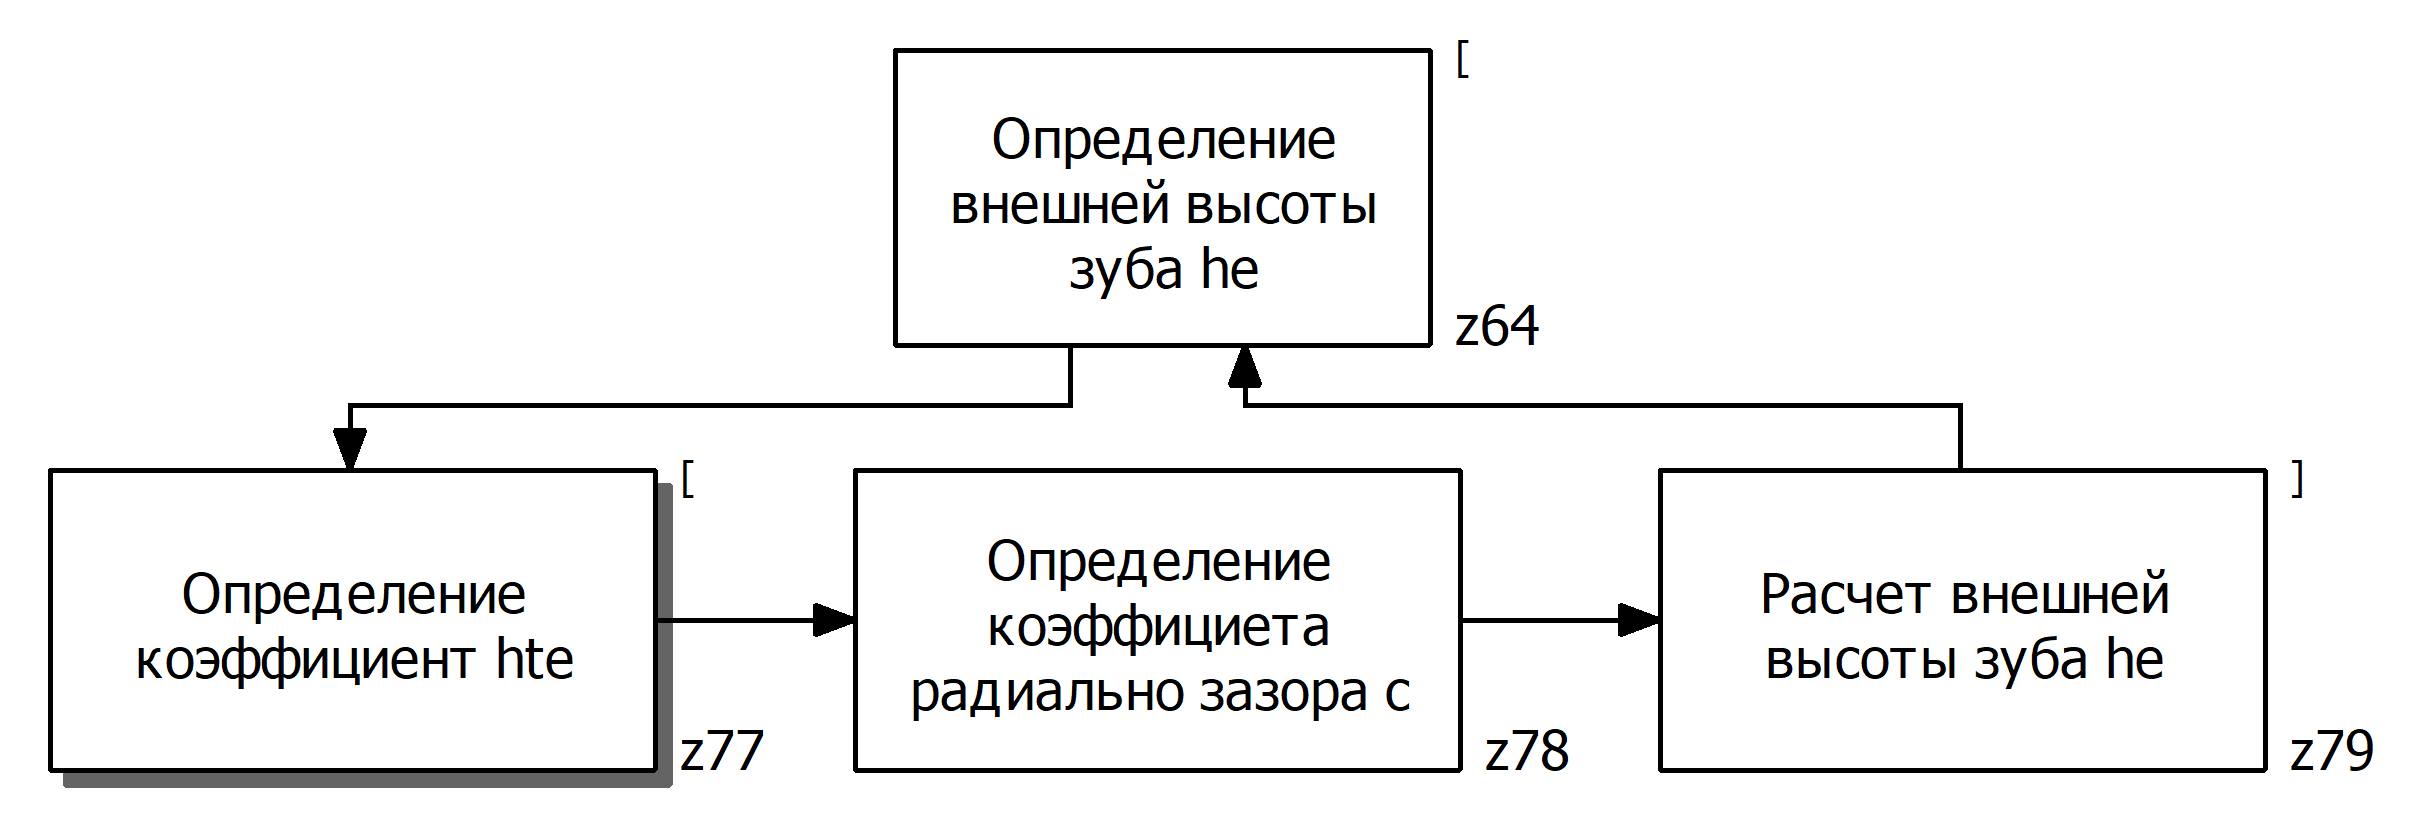 [
Определение
внешней высоты
зуба he
z64
[
Определение
коэффициент hte
z77
Определение
коэффициета
радиально зазора с
z78
]
Расчет внешней
высоты зуба he
z79